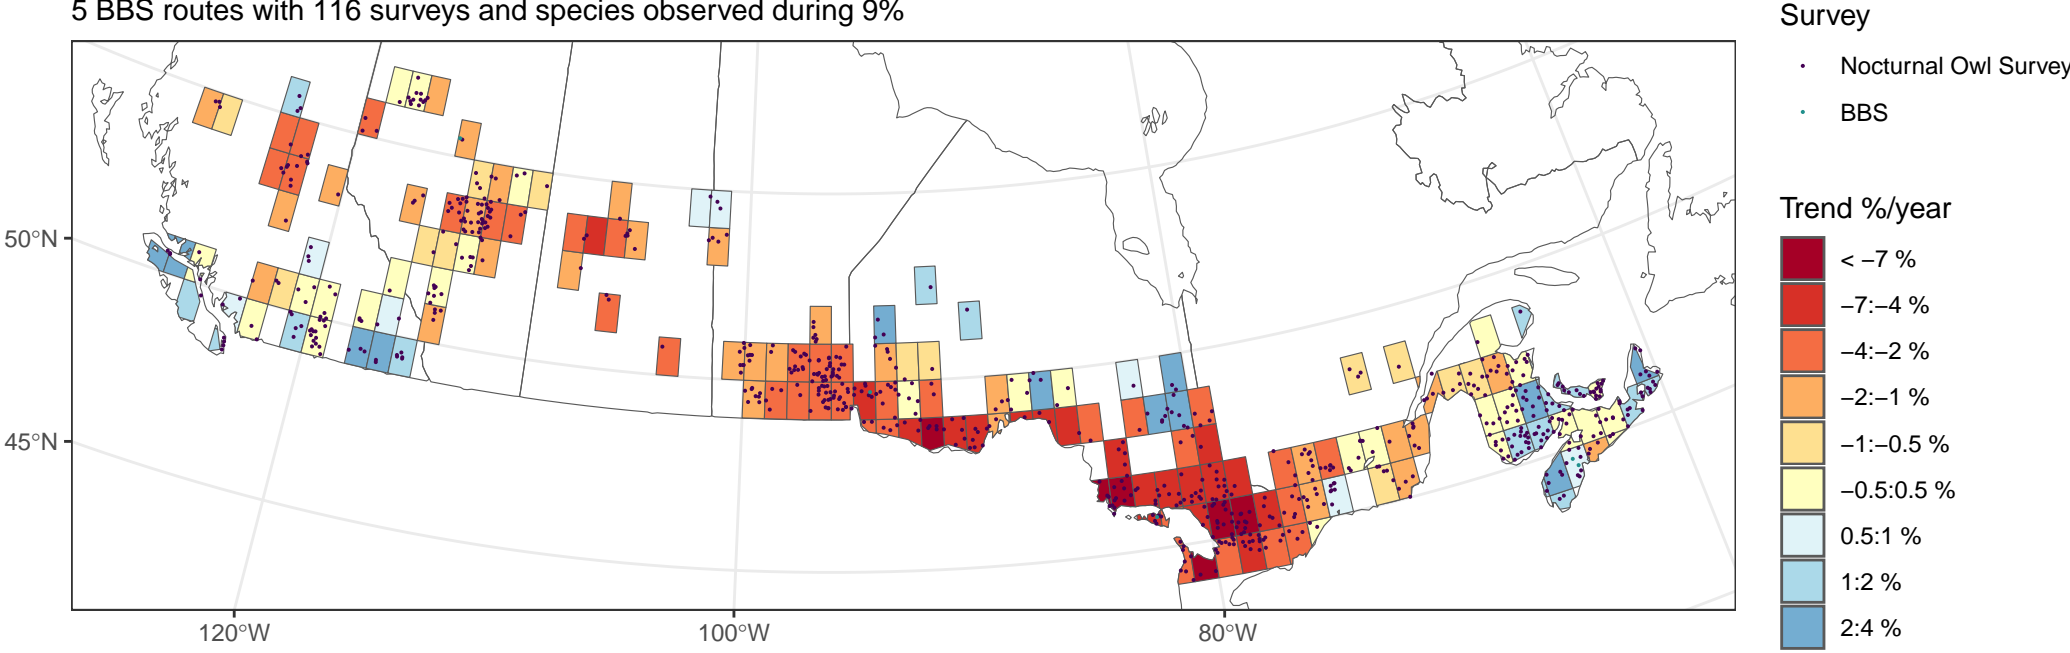 5 BBS routes with 116 surveys and species observed during 9%
Survey
Nocturnal Owl Survey
BBS
Trend %/year
< −7 %
−7:−4 %
−4:−2 %
−2:−1 %
−1:−0.5 %
−0.5:0.5 %
0.5:1 %
1:2 %
2:4 %
50°N
45°N
120°W
100°W
80°W